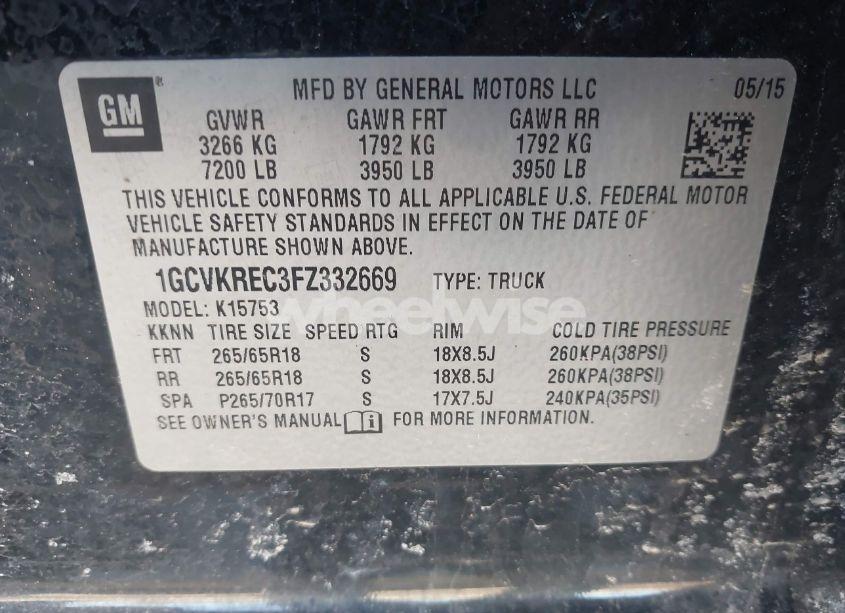 GM
MFD BY GENERAL MOTORS LLC 05/15
GVWR GAWR FRT GAWR RR
3266 KG 1792 KG 1792 KG
7200 LB 3950 LB 3950 LB
THIS VEHICLE CONFORMS TO ALL APPLICABLE U.S. FEDERAL MOTOR
VEHICLE SAFETY STANDARDS IN EFFECT ON THE DATE OF
MANUFACTURE SHOWN ABOVE.
1GCVKREC3FZ332669 TYPE: TRUCK
MODEL: K15753
wheelwise
KKNN TIRE SIZE SPEED RTG RIM COLD TIRE PRESSURE
FRT 265/65R18 S 18X8.5J 260KPA(38PSI)
RR 265/65R18 S 18X8.5J 260KPA(38PSI)
SPA P265/70R17 S 17X7.5J 240KPA(35PSI)
SEE OWNER'S MANUAL i FOR MORE INFORMATION.